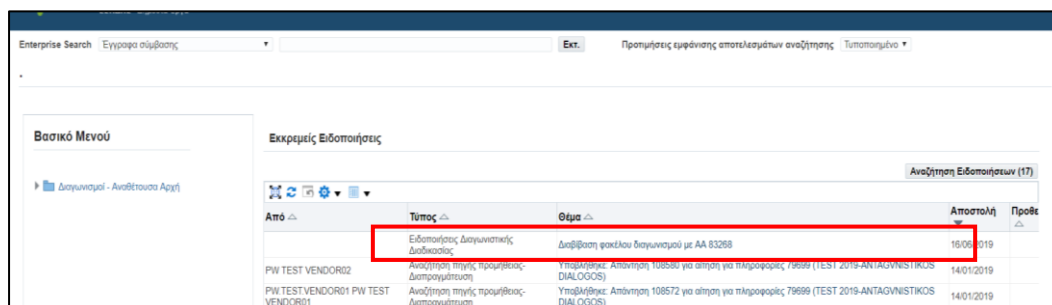 Enterprise Search Έγγραφα σύμβασης Εκτ. Προτιμήσεις εμφάνισης αποτελεσμάτων αναζήτησης Τυποποιημένο
Βασικό Μενού
Εκκρεμείς Ειδοποιήσεις
Αναζήτηση Ειδοποιήσεων (17)
Διαγωνισμοί - Αναθέτουσα Αρχή
Από Τύπος Θέμα Αποστολή Προθε
Ειδοποιήσεις Διαγωνιστικής
Διαδικασίας
Διαβίβαση φακέλου διαγωνισμού με ΑΑ 83268 16/06/2019
PW TEST VENDOR02
Αναζήτηση πηγής προμήθειας-
Διαπραγμάτευση
Υποβλήθηκε: Απάντηση 108580 για αίτηση για πληροφορίες 79699 (TEST 2019-ANTAGVNISTIKOS
DIALOGOS)
14/01/2019
PW.TEST.VENDOR01 PW TEST
VENDOR01
Αναζήτηση πηγής προμήθειας-
Διαπραγμάτευση
Υποβλήθηκε: Απάντηση 108572 για αίτηση για πληροφορίες 79699 (TEST 2019-ANTAGVNISTIKOS
DIALOGOS)
14/01/2019